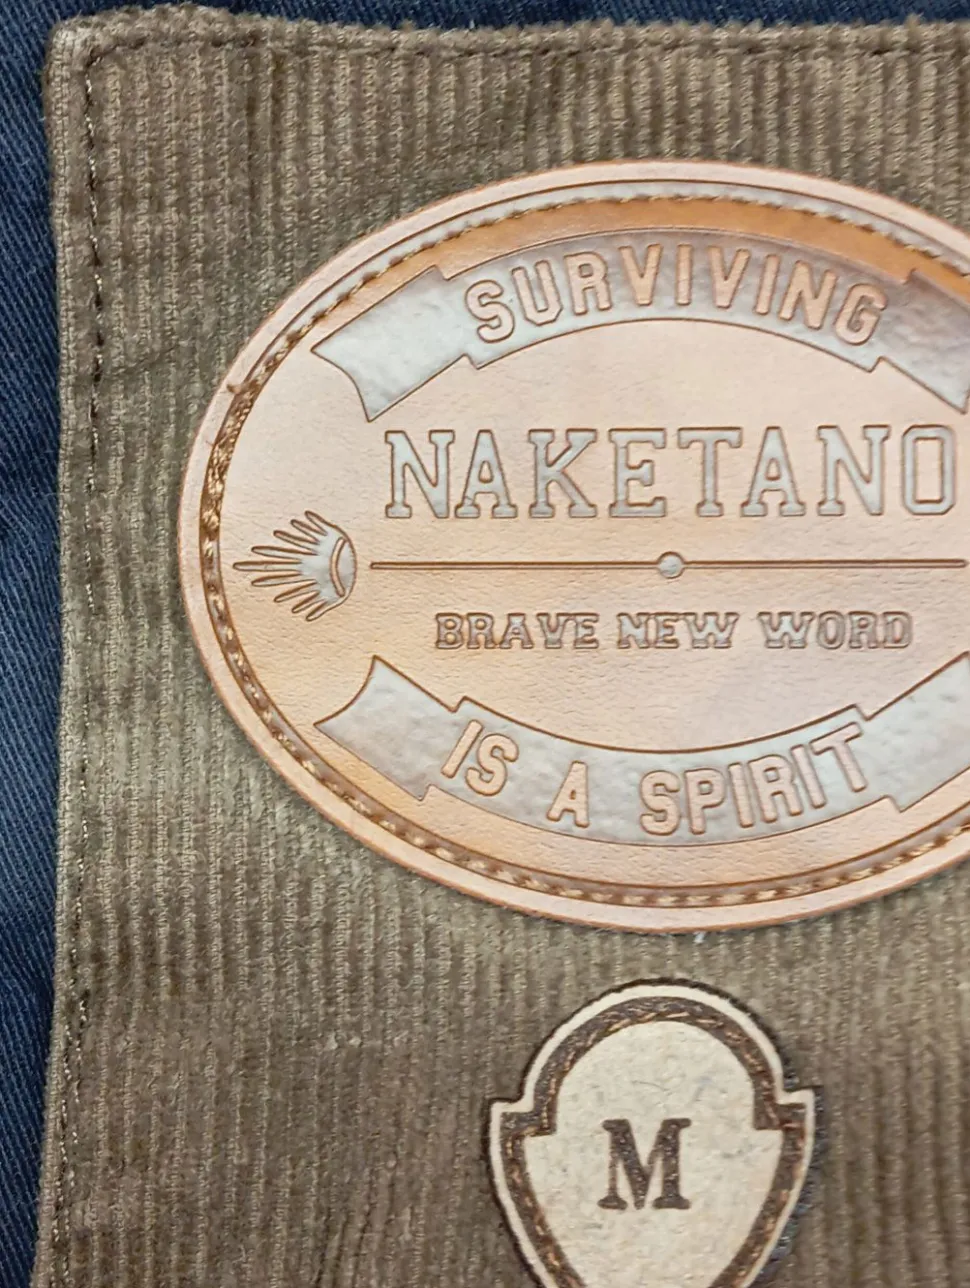 SURVIVING
NAKETANO
BRAVE NEW WORD
IS A SPIRIT
M